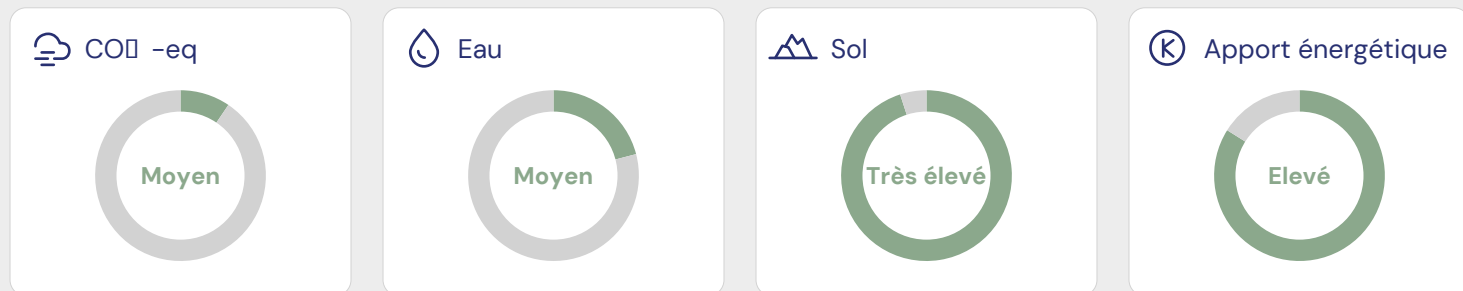 CO▯ -eq
Eau
Sol
Apport énergétique
Moyen
Moyen
Très élevé
Elevé